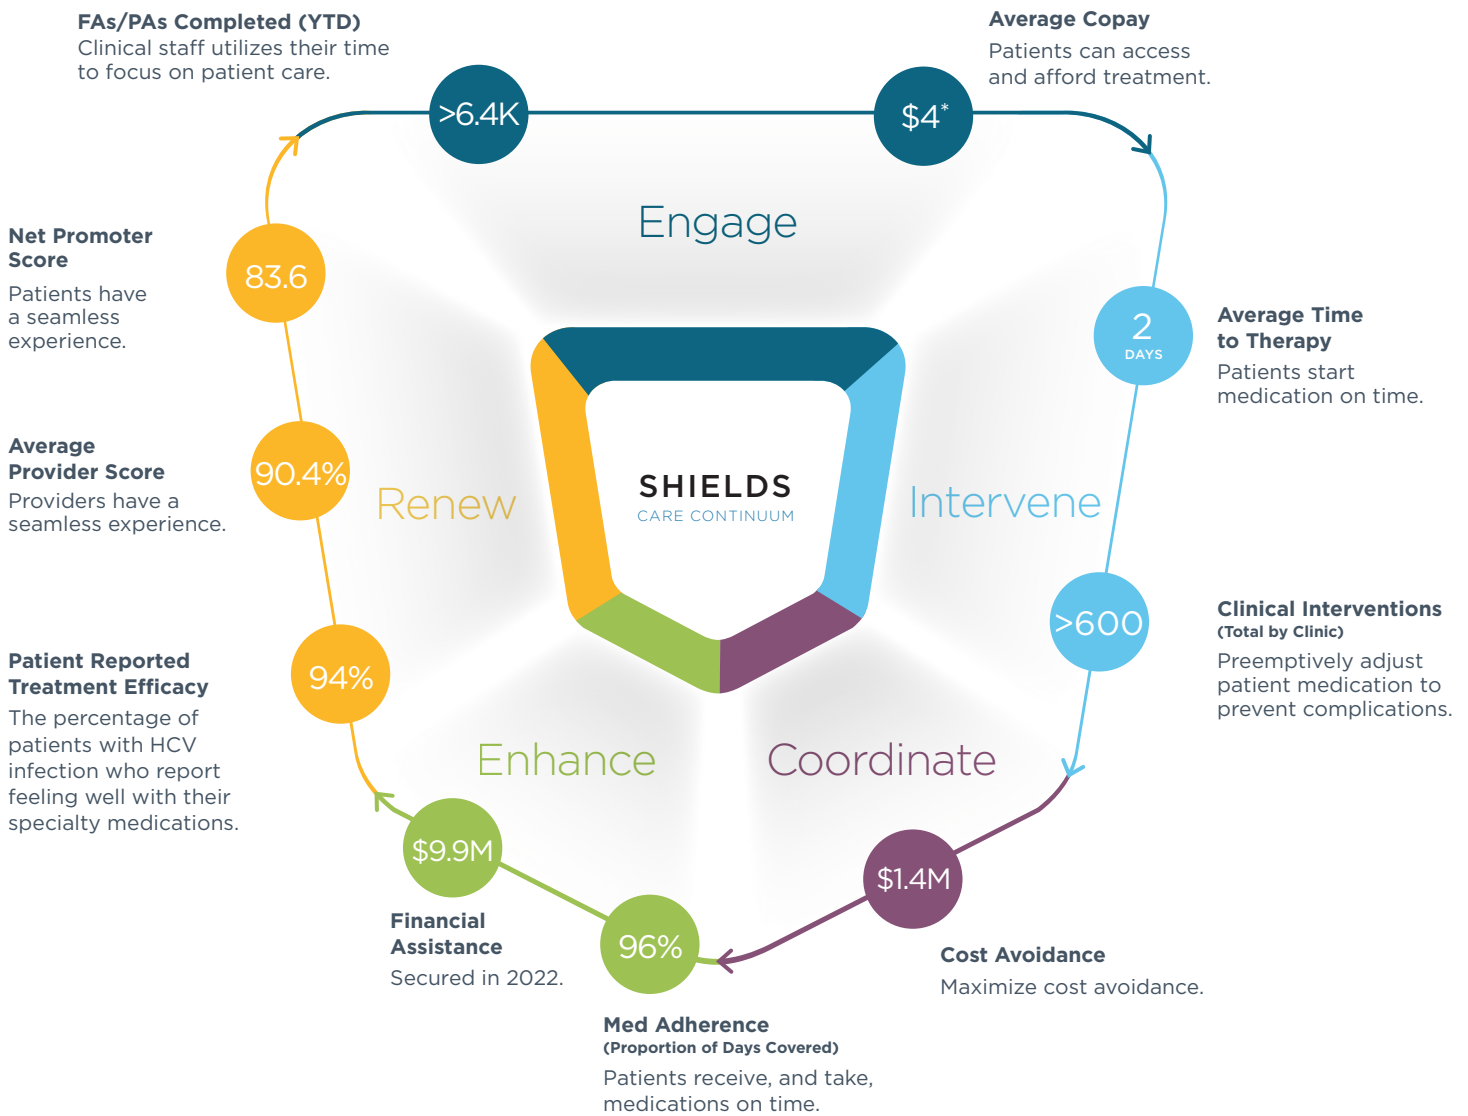 FAs/PAs Completed (YTD)
Clinical staff utilizes their time
to focus on patient care.
>6.4K
Average Copay
Patients can access
and afford treatment.
$4*
Engage
Net Promoter
Score
Patients have
a seamless
experience.
83.6
2
DAYS
Average Time
to Therapy
Patients start
medication on time.
Average
Provider Score
Providers have a
seamless experience.
90.4%
Renew
SHIELDS
CARE CONTINUUM
Intervene
>600
Clinical Interventions
(Total by Clinic)
Preemptively adjust
patient medication to
prevent complications.
Patient Reported
Treatment Efficacy
The percentage of
patients with HCV
infection who report
feeling well with their
specialty medications.
94%
Enhance
Coordinate
$9.9M
Financial
Assistance
Secured in 2022.
96%
Med Adherence
(Proportion of Days Covered)
Patients receive, and take,
medications on time.
$1.4M
Cost Avoidance
Maximize cost avoidance.